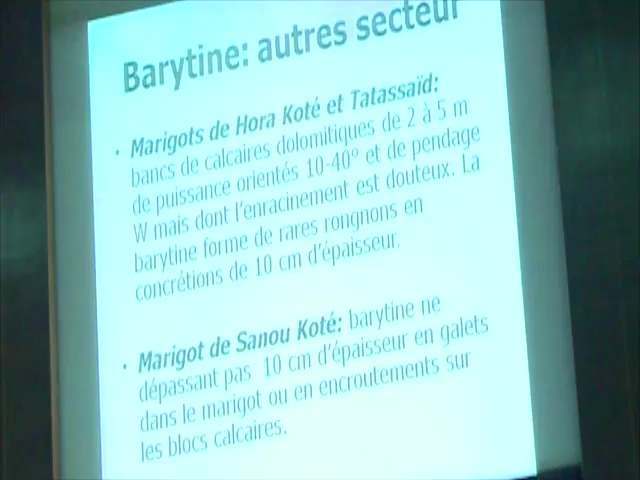 Barytine: autres secteur
• Marigots de Hora Koté et Tatassaïd:
bancs de calcaires dolomitiques de 2 à 5 m
de puissance orientés 10-40° et de pendage
W mais dont l'enracinement est douteux. La
barytine forme de rares rongnons en
concrétions de 10 cm d'épaisseur.
• Marigot de Sanou Koté: barytine ne
dépassant pas 10 cm d'épaisseur en galets
dans le marigot ou en encroutements sur
les blocs calcaires.